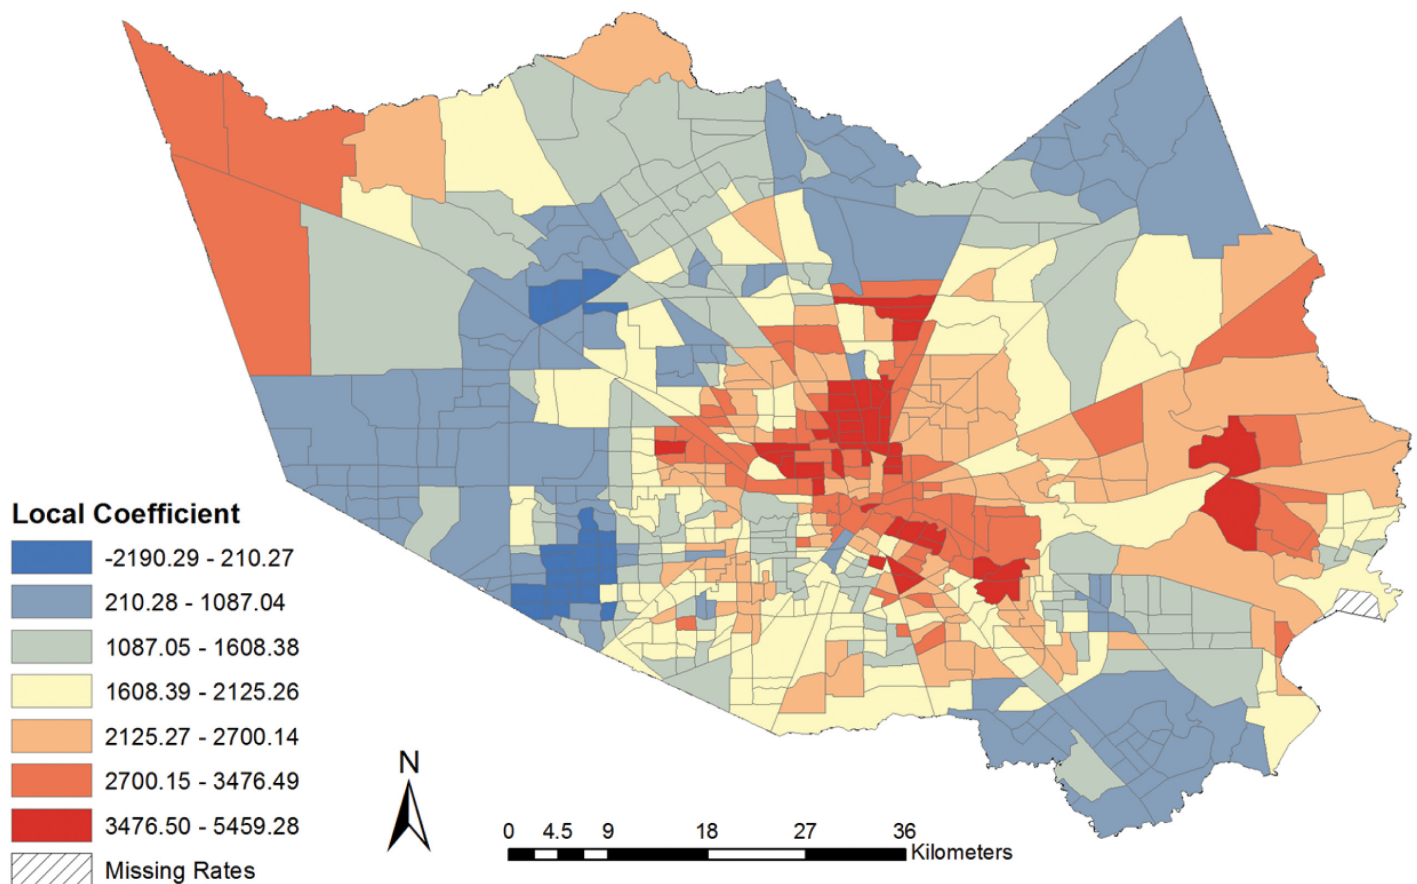 Local Coefficient
-2190.29 - 210.27
210.28 - 1087.04
1087.05 - 1608.38
1608.39 - 2125.26
2125.27 - 2700.14
2700.15 - 3476.49
3476.50 - 5459.28
Missing Rates
N
0 4.5 9 18 27 36
Kilometers